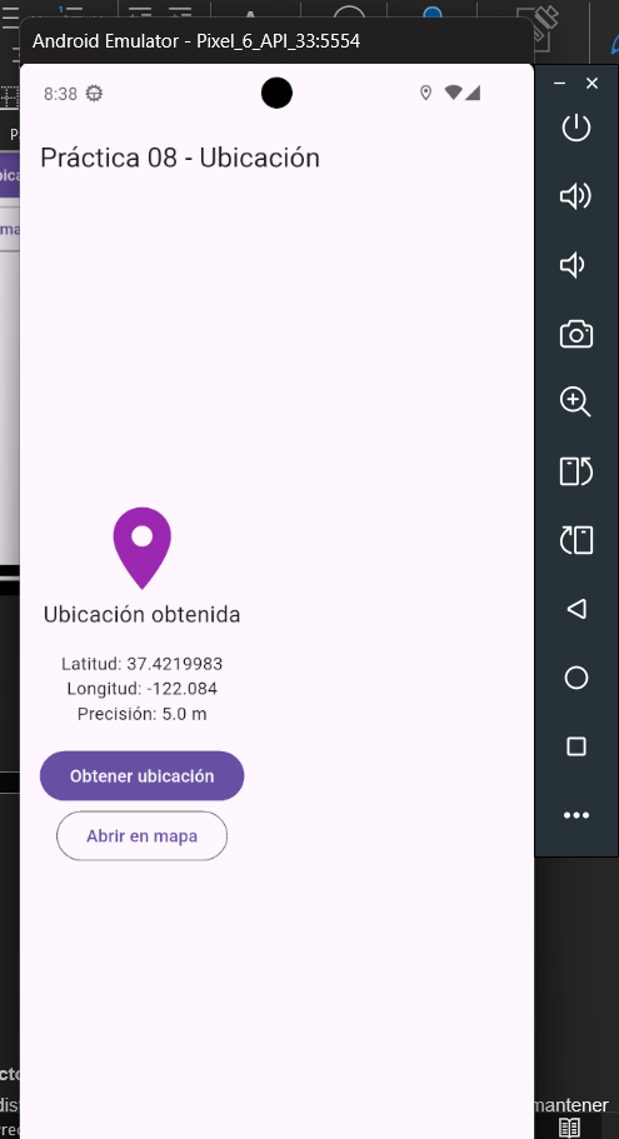 Android Emulator - Pixel_6_API_33:5554
8:38
Práctica 08 - Ubicación
Ubicación obtenida
Latitud: 37.4219983
Longitud: -122.084
Precisión: 5.0 m
Obtener ubicación
Abrir en mapa
mantener